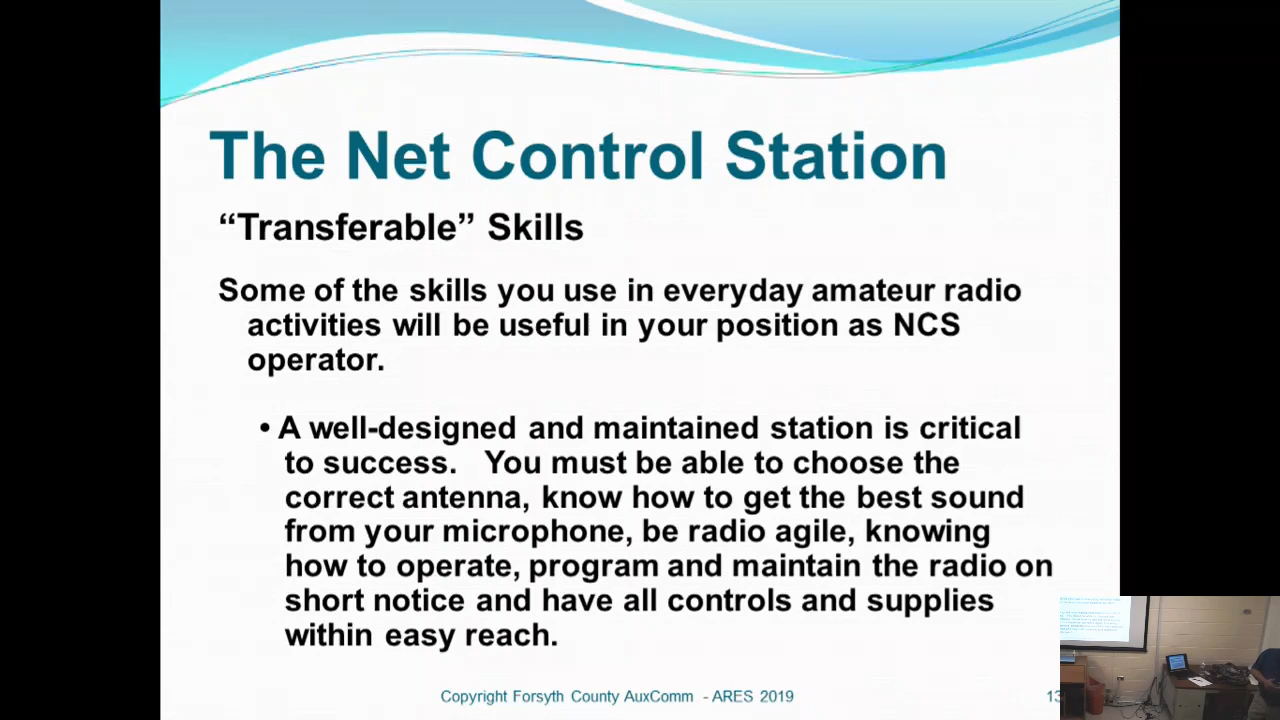 The Net Control Station
“Transferable” Skills
Some of the skills you use in everyday amateur radio
activities will be useful in your position as NCS
operator.
• A well-designed and maintained station is critical
to success. You must be able to choose the
correct antenna, know how to get the best sound
from your microphone, be radio agile, knowing
how to operate, program and maintain the radio on
short notice and have all controls and supplies
within easy reach.
Copyright Forsyth County AuxComm - ARES 2019